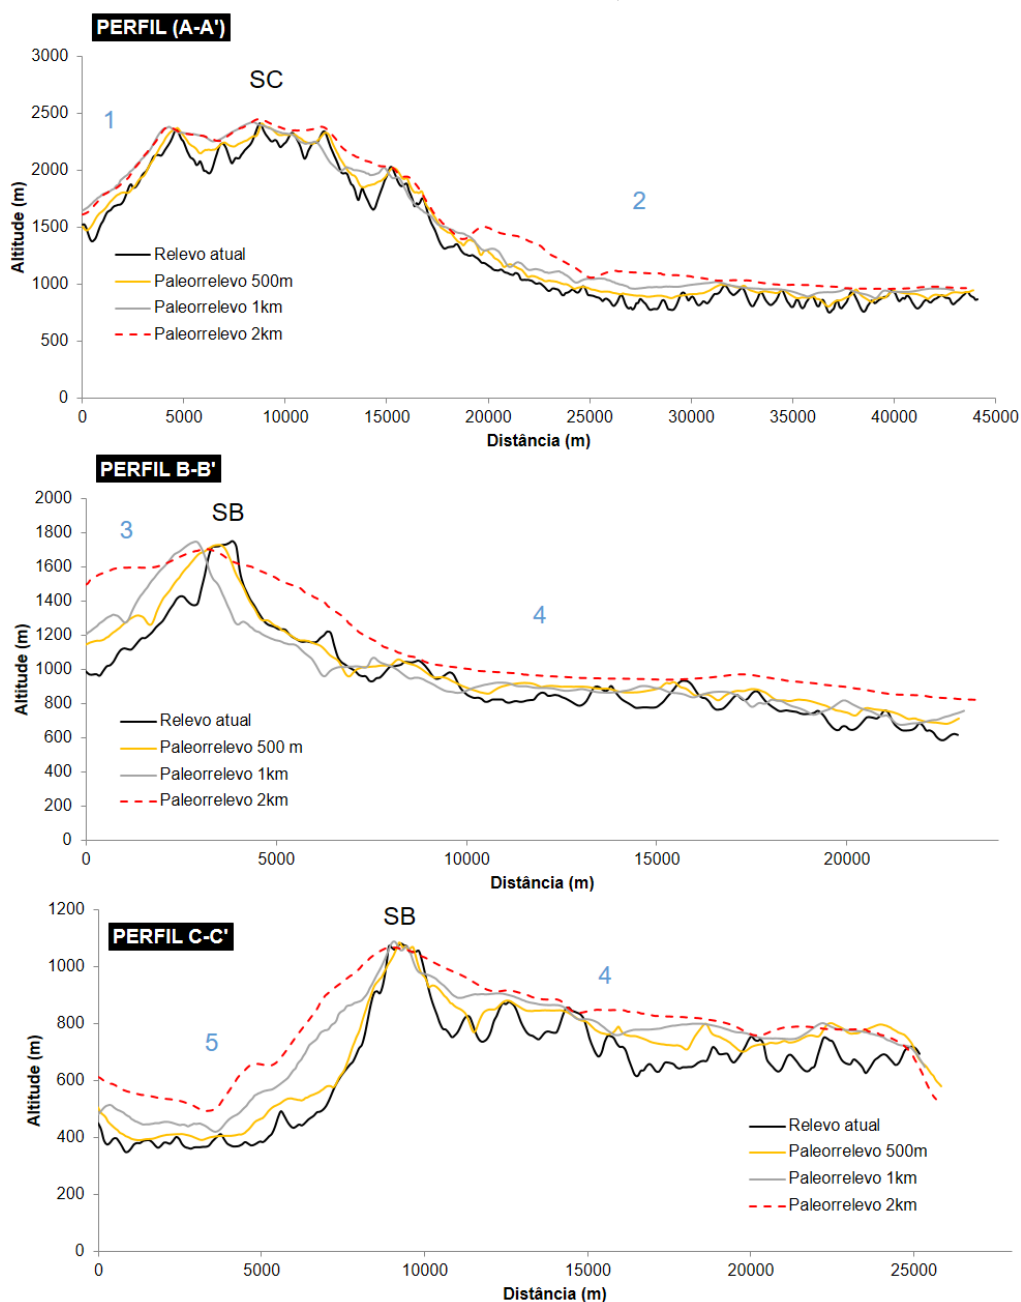 PERFIL (A-A')
3000
2500
2000
1500
1000
500
0
Altitude (m)
1
SC
2
Relevo atual
Paleorrelevo 500m
Paleorrelevo 1km
Paleorrelevo 2km
0 5000 10000 15000 20000 25000 30000 35000 40000 45000
Distância (m)
PERFIL B-B'
2000
1800
1600
1400
1200
1000
800
600
400
200
0
Altitude (m)
3
SB
4
Relevo atual
Paleorrelevo 500 m
Paleorrelevo 1km
Paleorrelevo 2km
0 5000 10000 15000 20000
Distância (m)
PERFIL C-C'
1200
1000
800
600
400
200
0
Altitude (m)
SB
4
5
Relevo atual
Paleorrelevo 500m
Paleorrelevo 1km
Paleorrelevo 2km
0 5000 10000 15000 20000 25000
Distância (m)